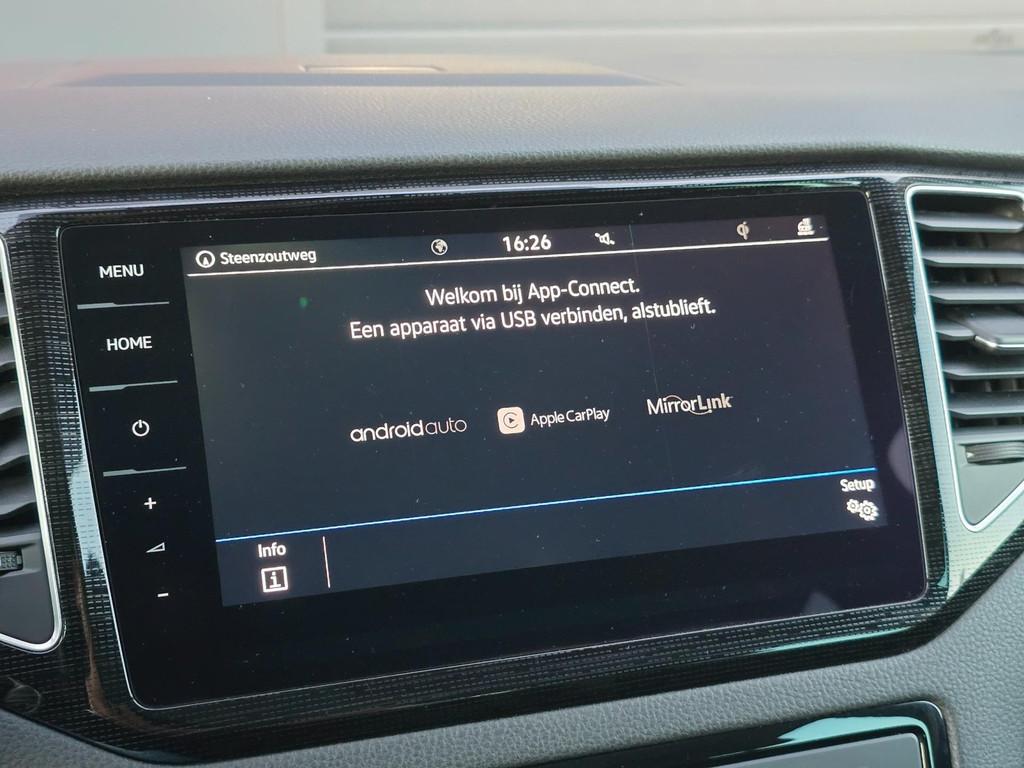 MENU
HOME
Steenzoutweg
16:26
Welkom bij App-Connect.
Een apparaat via USB verbinden, alstublieft.
androidauto
Apple CarPlay
MirrorLink
Setup
Info
i
+
-